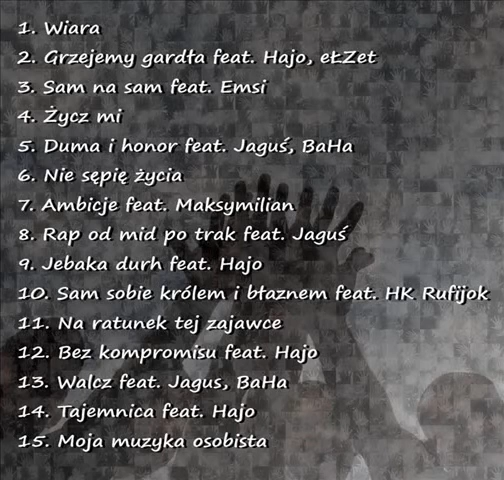 1. Wiara
2. Grzejemy gardła feat. Hajo, eŁZet
3. Sam na sam feat. Emsi
4. Życz mi
5. Duma i honor feat. Jaguś, BaHa
6. Nie sępię życia
7. Ambicje feat. Maksymilian
8. Rap od mid po trak feat. Jaguś
9. Jebaka durh feat. Hajo
10. Sam sobie królem i błaznem feat. HK Rufijok
11. Na ratunek tej zajawce
12. Bez kompromisu feat. Hajo
13. Walcz feat. Jagus, BaHa
14. Tajemnica feat. Hajo
15. Moja muzyka osobista